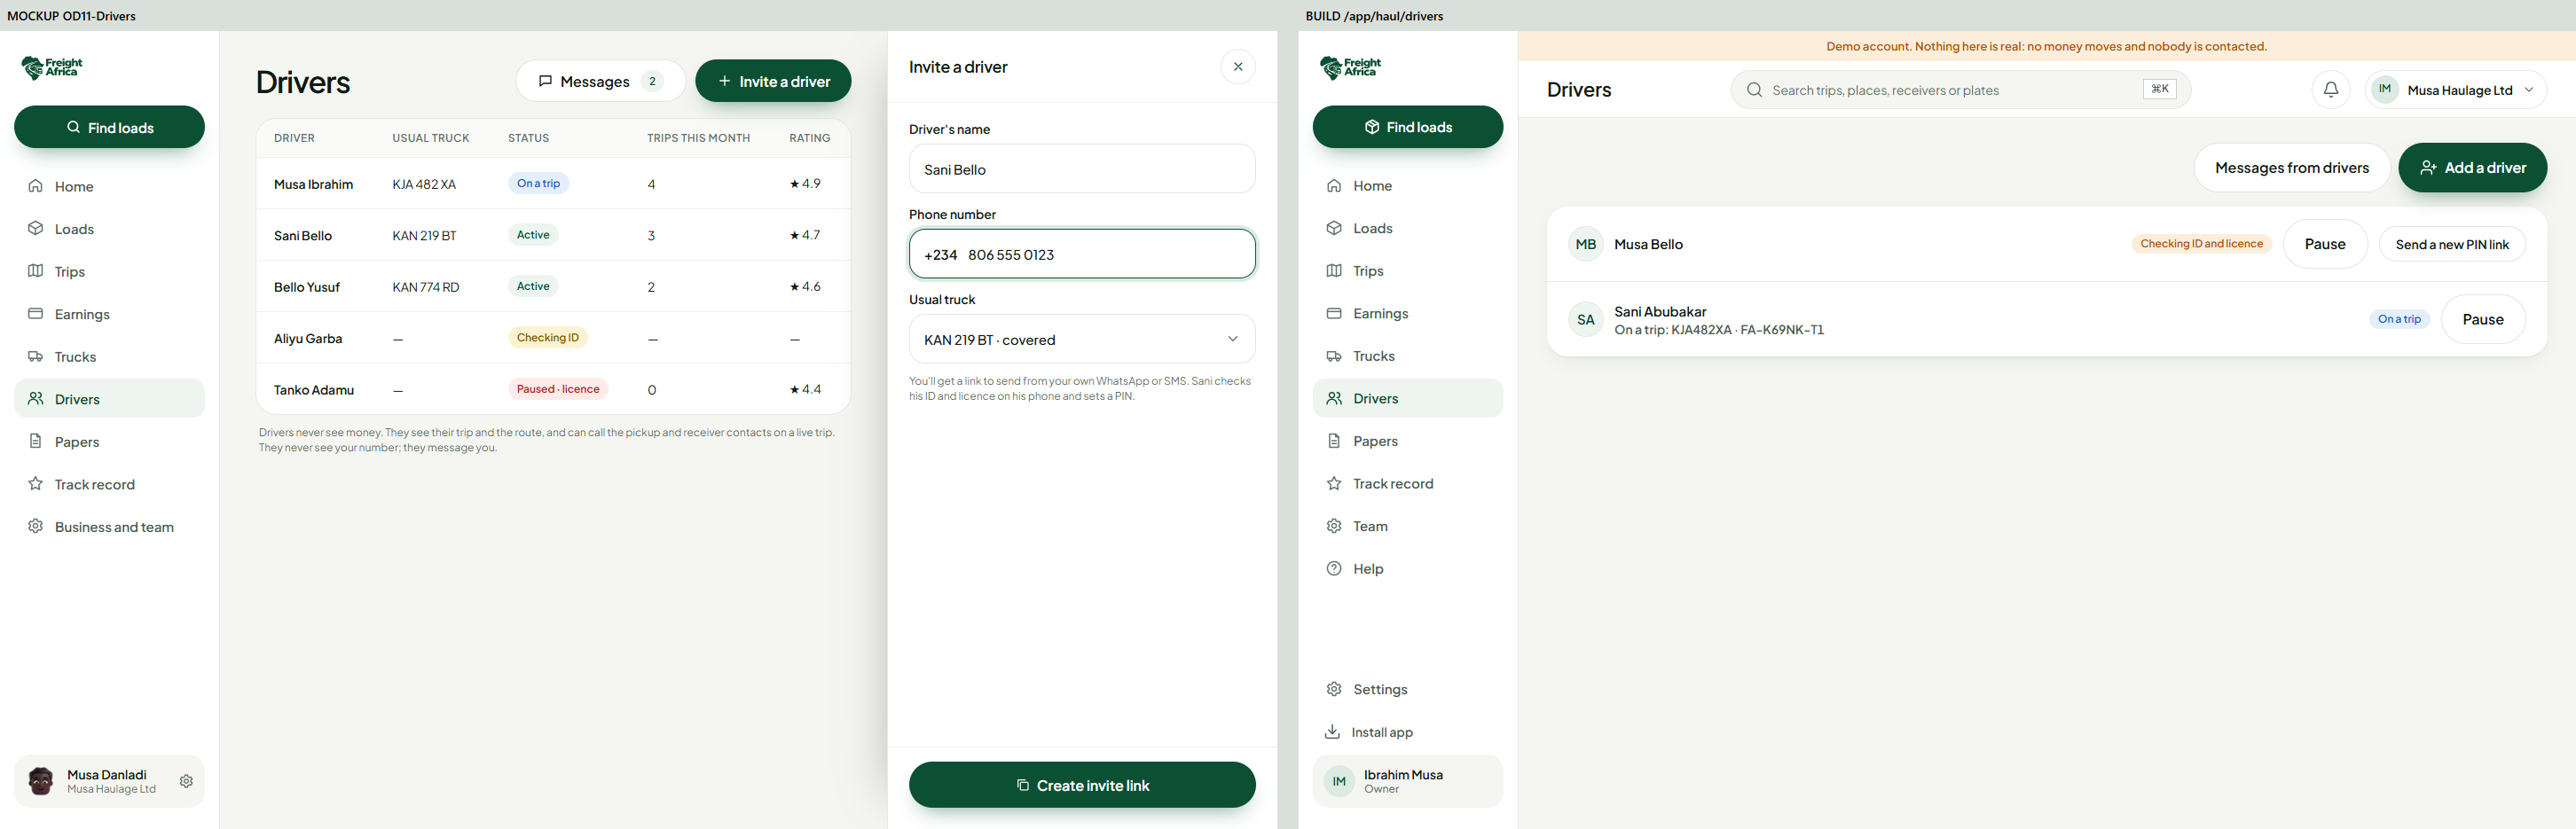 MOCKUP OD11-Drivers
Freight Africa
Find loads
Home
Loads
Trips
Earnings
Trucks
Drivers
Papers
Track record
Business and team
Musa Danladi
Musa Haulage Ltd
Drivers
Messages 2
+ Invite a driver
DRIVER USUAL TRUCK STATUS TRIPS THIS MONTH RATING
Musa Ibrahim KJA 482 XA On a trip 4 ★ 4.9
Sani Bello KAN 219 BT Active 3 ★ 4.7
Bello Yusuf KAN 774 RD Active 2 ★ 4.6
Aliyu Garba — Checking ID — —
Tanko Adamu — Paused · licence 0 ★ 4.4
Drivers never see money. They see their trip and the route, and can call the pickup and receiver contacts on a live trip.
They never see your number; they message you.
Invite a driver
Driver's name
Sani Bello
Phone number
+234 806 555 0123
Usual truck
KAN 219 BT · covered
You'll get a link to send from your own WhatsApp or SMS. Sani checks
his ID and licence on his phone and sets a PIN.
Create invite link
BUILD /app/haul/drivers
Freight Africa
Find loads
Home
Loads
Trips
Earnings
Trucks
Drivers
Papers
Track record
Team
Help
Settings
Install app
IM Ibrahim Musa
Owner
Demo account. Nothing here is real: no money moves and nobody is contacted.
Drivers
Search trips, places, receivers or plates ⌘K
IM Musa Haulage Ltd
Messages from drivers
Add a driver
MB Musa Bello Checking ID and licence Pause Send a new PIN link
SA Sani Abubakar On a trip Pause
On a trip: KJA482XA · FA-K69NK-T1